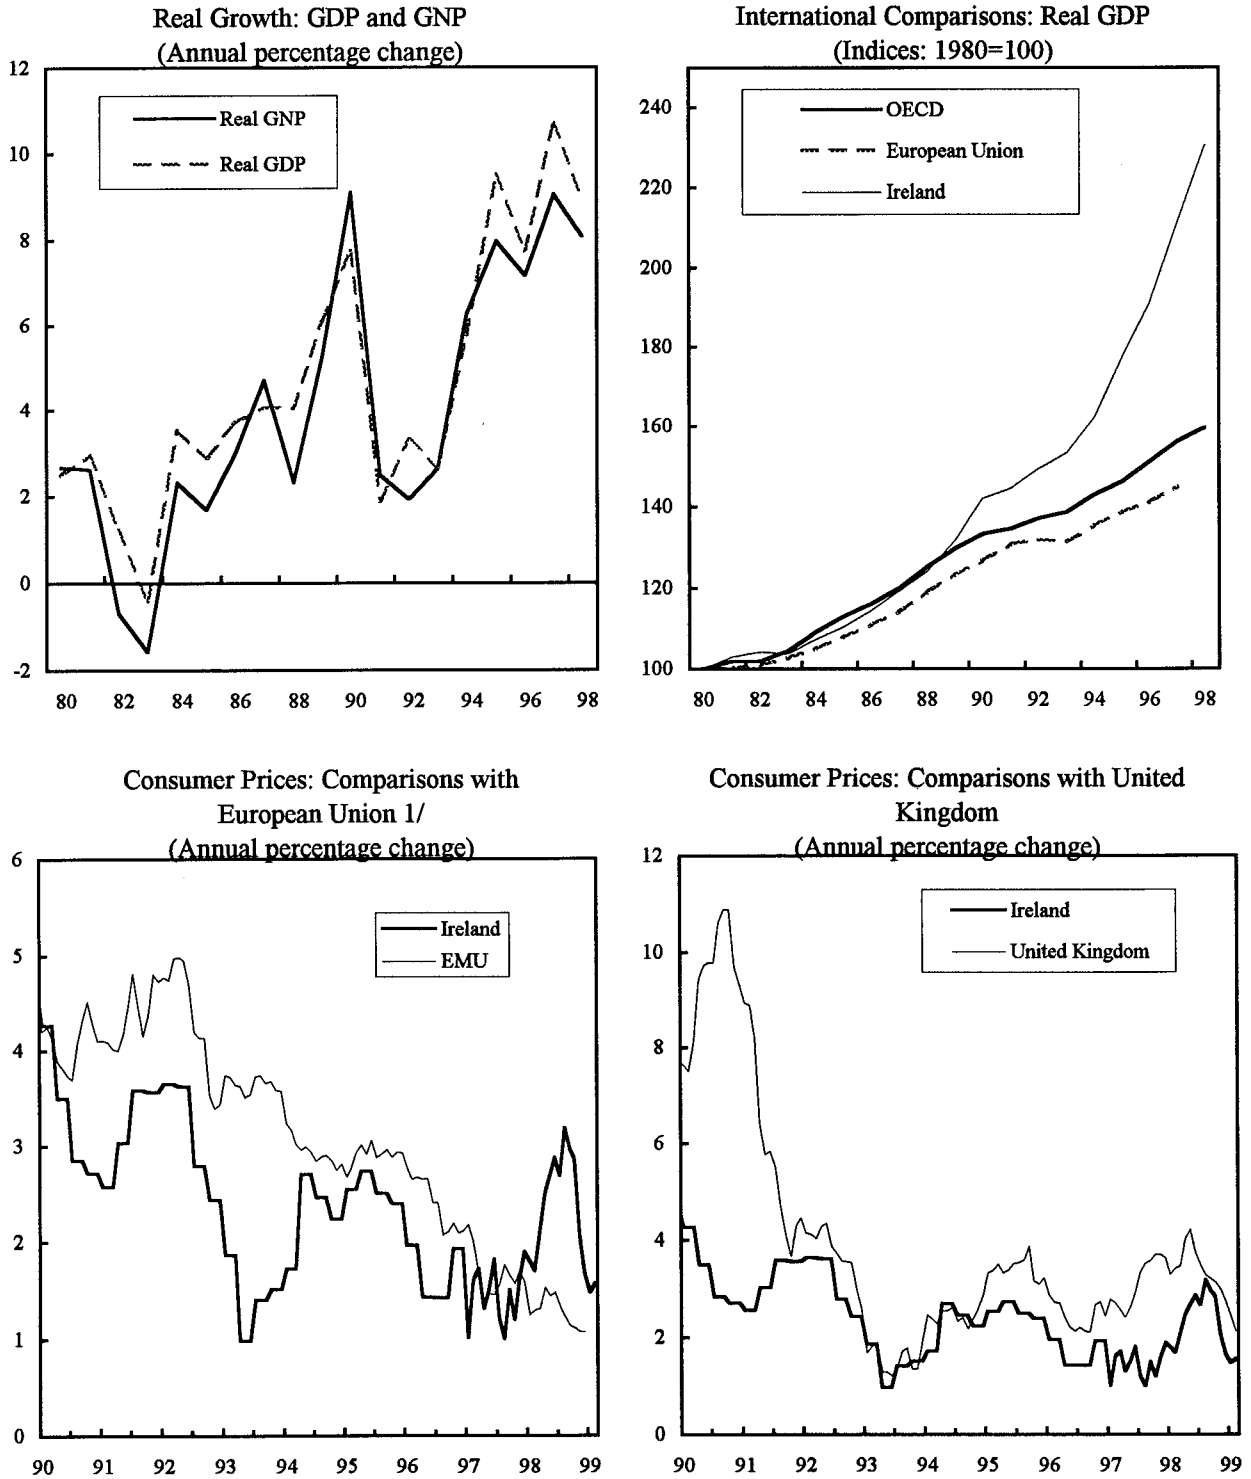 Real Growth: GDP and GNP
(Annual percentage change)
12
10
8
6
4
2
0
-2
Real GNP
Real GDP
80 82 84 86 88 90 92 94 96 98
International Comparisons: Real GDP
(Indices: 1980=100)
240
220
200
180
160
140
120
100
OECD
European Union
Ireland
80 82 84 86 88 90 92 94 96 98
Consumer Prices: Comparisons with
European Union 1/
(Annual percentage change)
6
5
4
3
2
1
0
Ireland
EMU
90 91 92 93 94 95 96 97 98 99
Consumer Prices: Comparisons with United
Kingdom
(Annual percentage change)
12
10
8
6
4
2
0
Ireland
United Kingdom
90 91 92 93 94 95 96 97 98 99